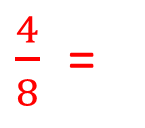 4/8 =